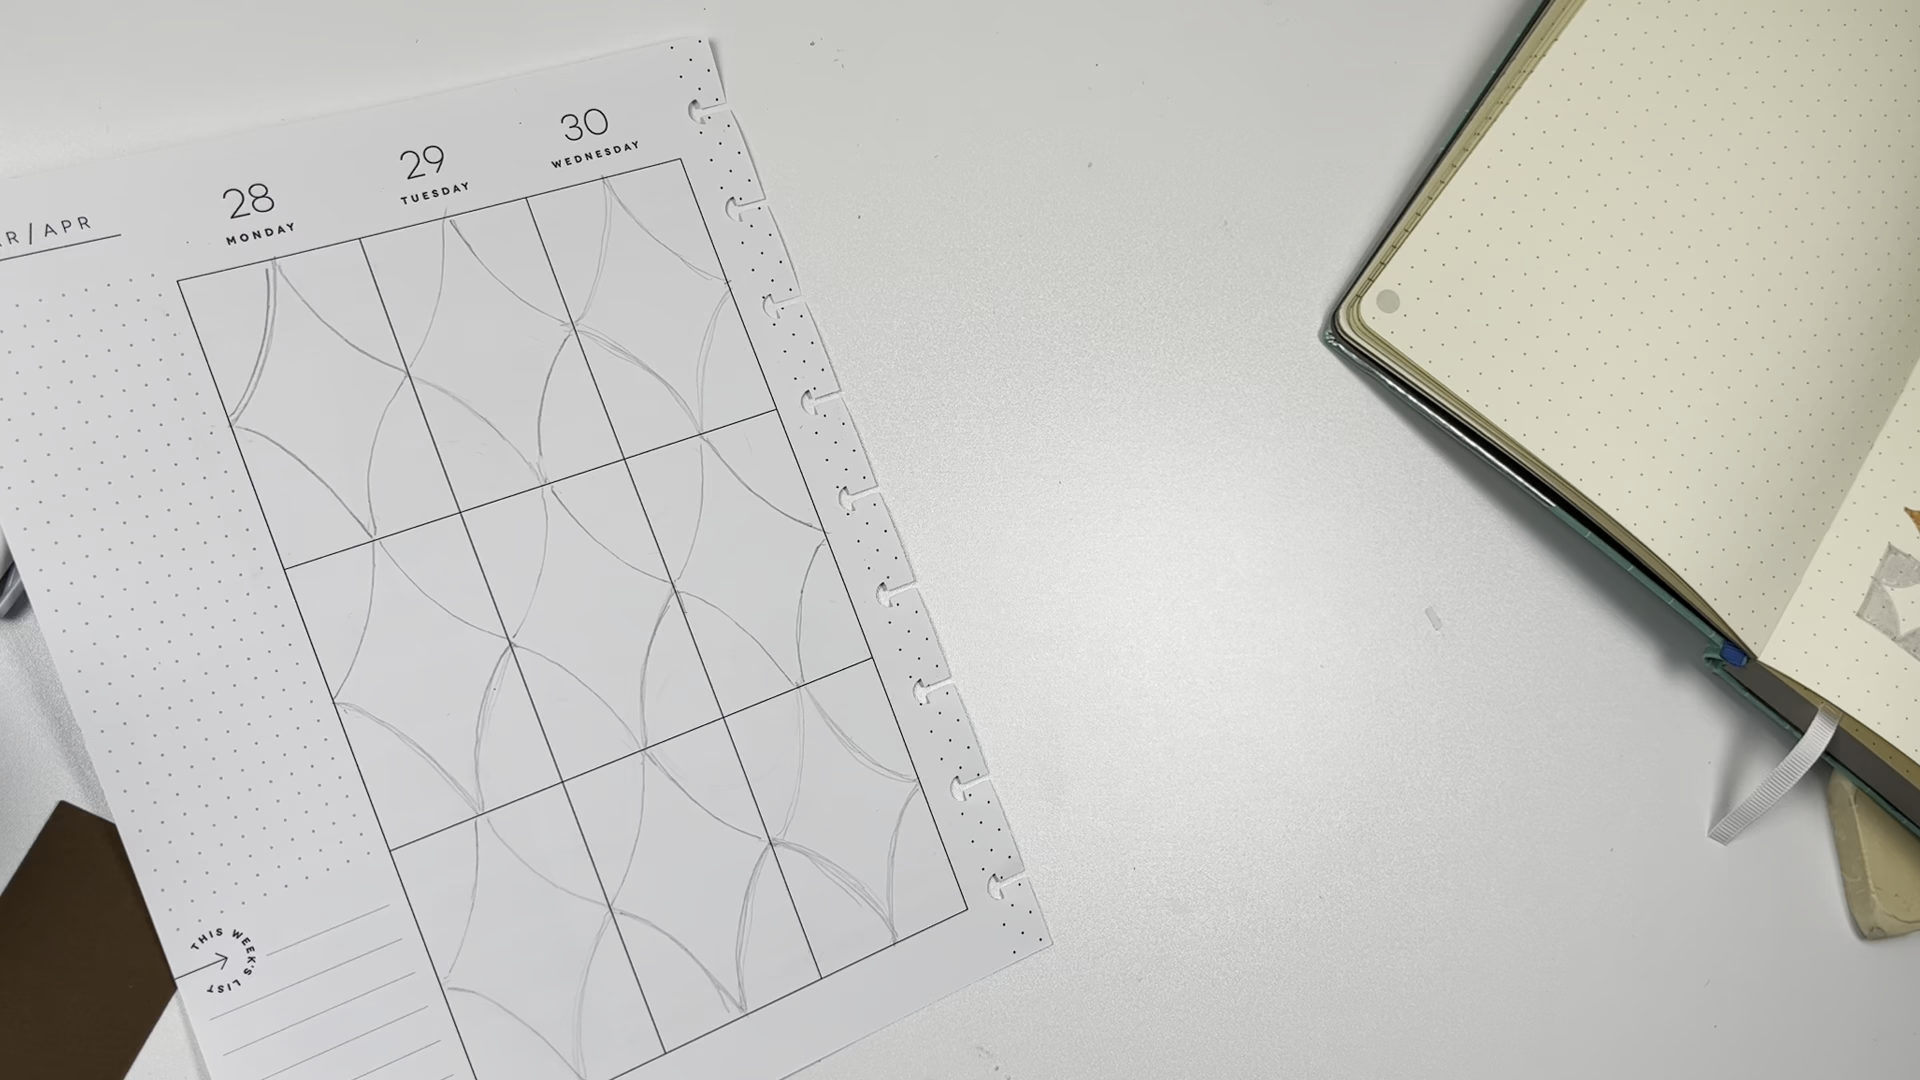 R/APR
28
MONDAY
29
TUESDAY
30
WEDNESDAY
THIS WEEK'S LIST